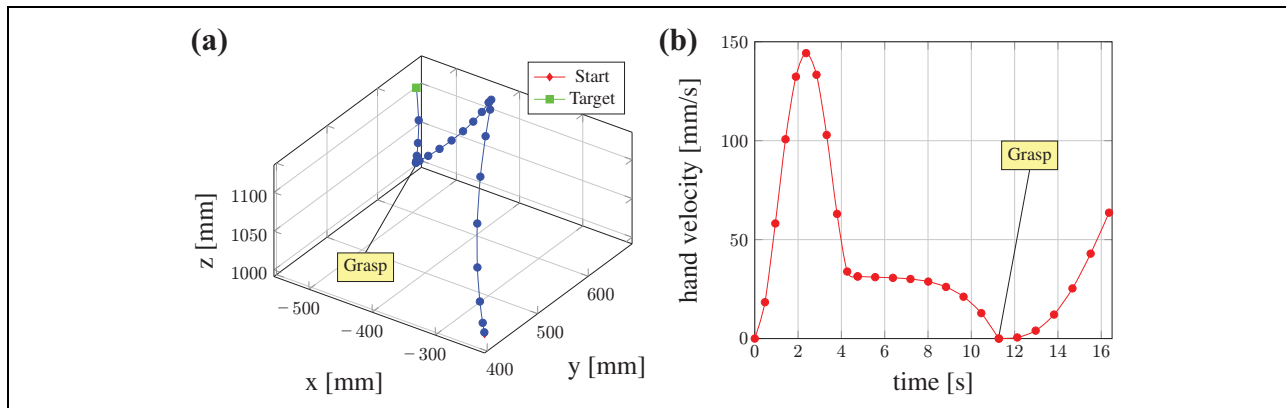 (a)
Start
Target
1100
1050
1000
z [mm]
Grasp
−500
−400
−300
x [mm]
400
500
600
y [mm]
(b)
150
100
50
0
hand velocity [mm/s]
Grasp
0 2 4 6 8 10 12 14 16
time [s]